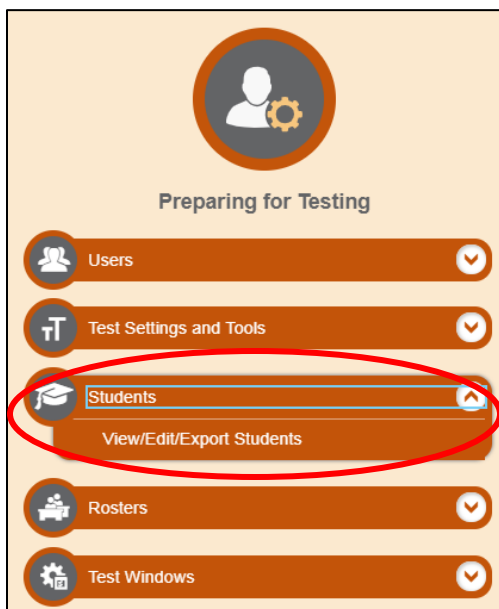 Preparing for Testing
Users
Test Settings and Tools
Students
View/Edit/Export Students
Rosters
Test Windows